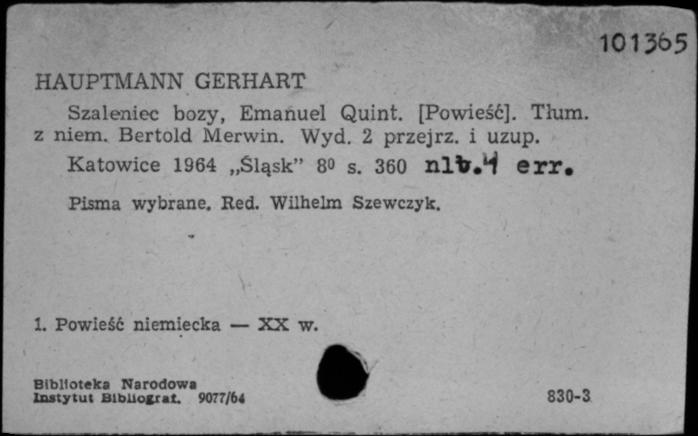 101365
HAUPTMANN GERHART
Szaleniec bozy, Emanuel Quint. [Powieść]. Tłum.
z niem. Bertold Merwin. Wyd. 2 przejrz. i uzup.
Katowice 1964 „Śląsk” 8⁰ s. 360 nlb. 4 err.
Pisma wybrane. Red. Wilhelm Szewczyk.
1. Powieść niemiecka — XX w.
Biblioteka Narodowa
Instytut Bibliograf. 9077/64
830-3